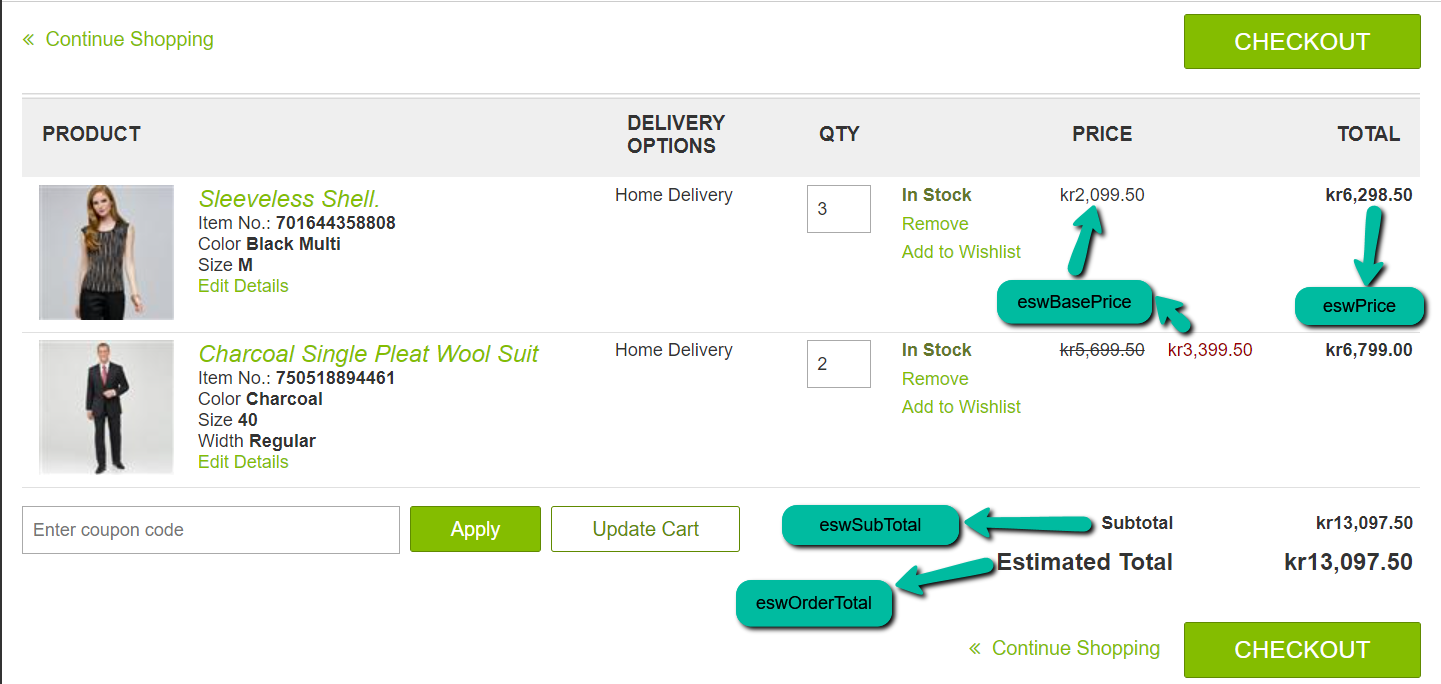 « Continue Shopping
CHECKOUT
PRODUCT
DELIVERY OPTIONS
QTY
PRICE
TOTAL
Sleeveless Shell.
Item No.: 701644358808
Color Black Multi
Size M
Edit Details
Home Delivery
3
In Stock
Remove
Add to Wishlist
kr2,099.50
kr6,298.50
eswBasePrice
eswPrice
Charcoal Single Pleat Wool Suit
Item No.: 750518894461
Color Charcoal
Size 40
Width Regular
Edit Details
Home Delivery
2
In Stock
Remove
Add to Wishlist
kr5,699.50 kr3,399.50
kr6,799.00
Enter coupon code
Apply
Update Cart
eswSubTotal
Subtotal
kr13,097.50
Estimated Total
kr13,097.50
eswOrderTotal
« Continue Shopping
CHECKOUT